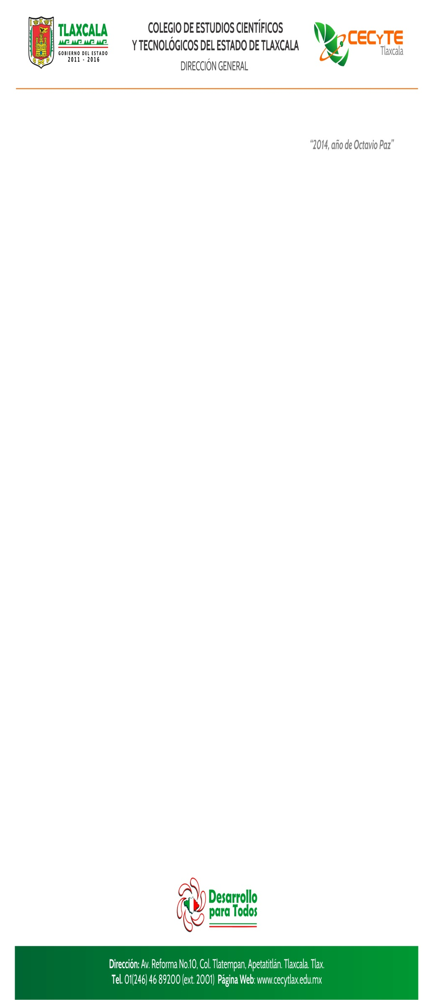 I K F
TLAXCALA
GOBIERNO DEL ESTADO
2011 - 2016
COLEGIO DE ESTUDIOS CIENTÍFICOS
Y TECNOLÓGICOS DEL ESTADO DE TLAXCALA
DIRECCIÓN GENERAL
CECyTE
Tlaxcala
“2014, año de Octavio Paz”
Desarrollo
para Todos
Dirección: Av. Reforma No.10, Col. Tlatempan, Apetatitlán. Tlaxcala. Tlax.
Tel. 01(246) 46 89200 (ext. 2001) Página Web: www.cecytlax.edu.mx